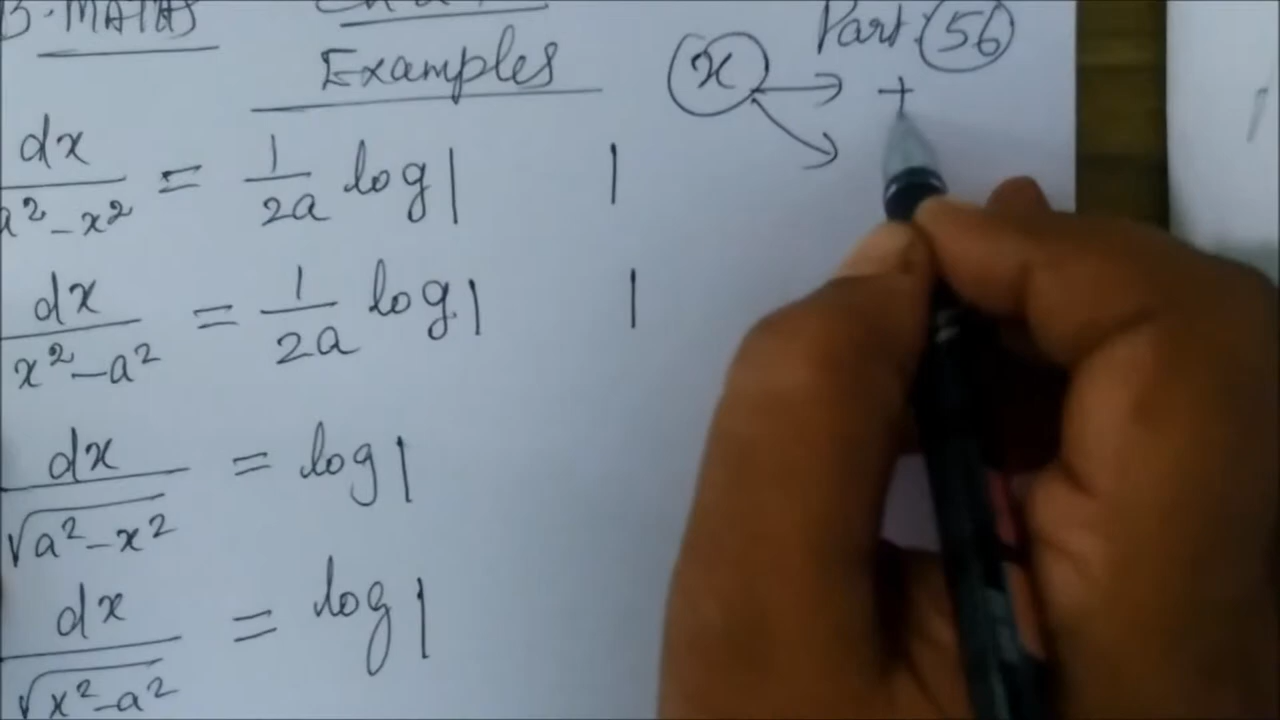 B. MATHS
Examples
Part: 56
x → +
dx / a² - x² = 1 / 2a log | |
dx / x² - a² = 1 / 2a log | |
dx / √a² - x² = log |
dx / √x² - a² = log |